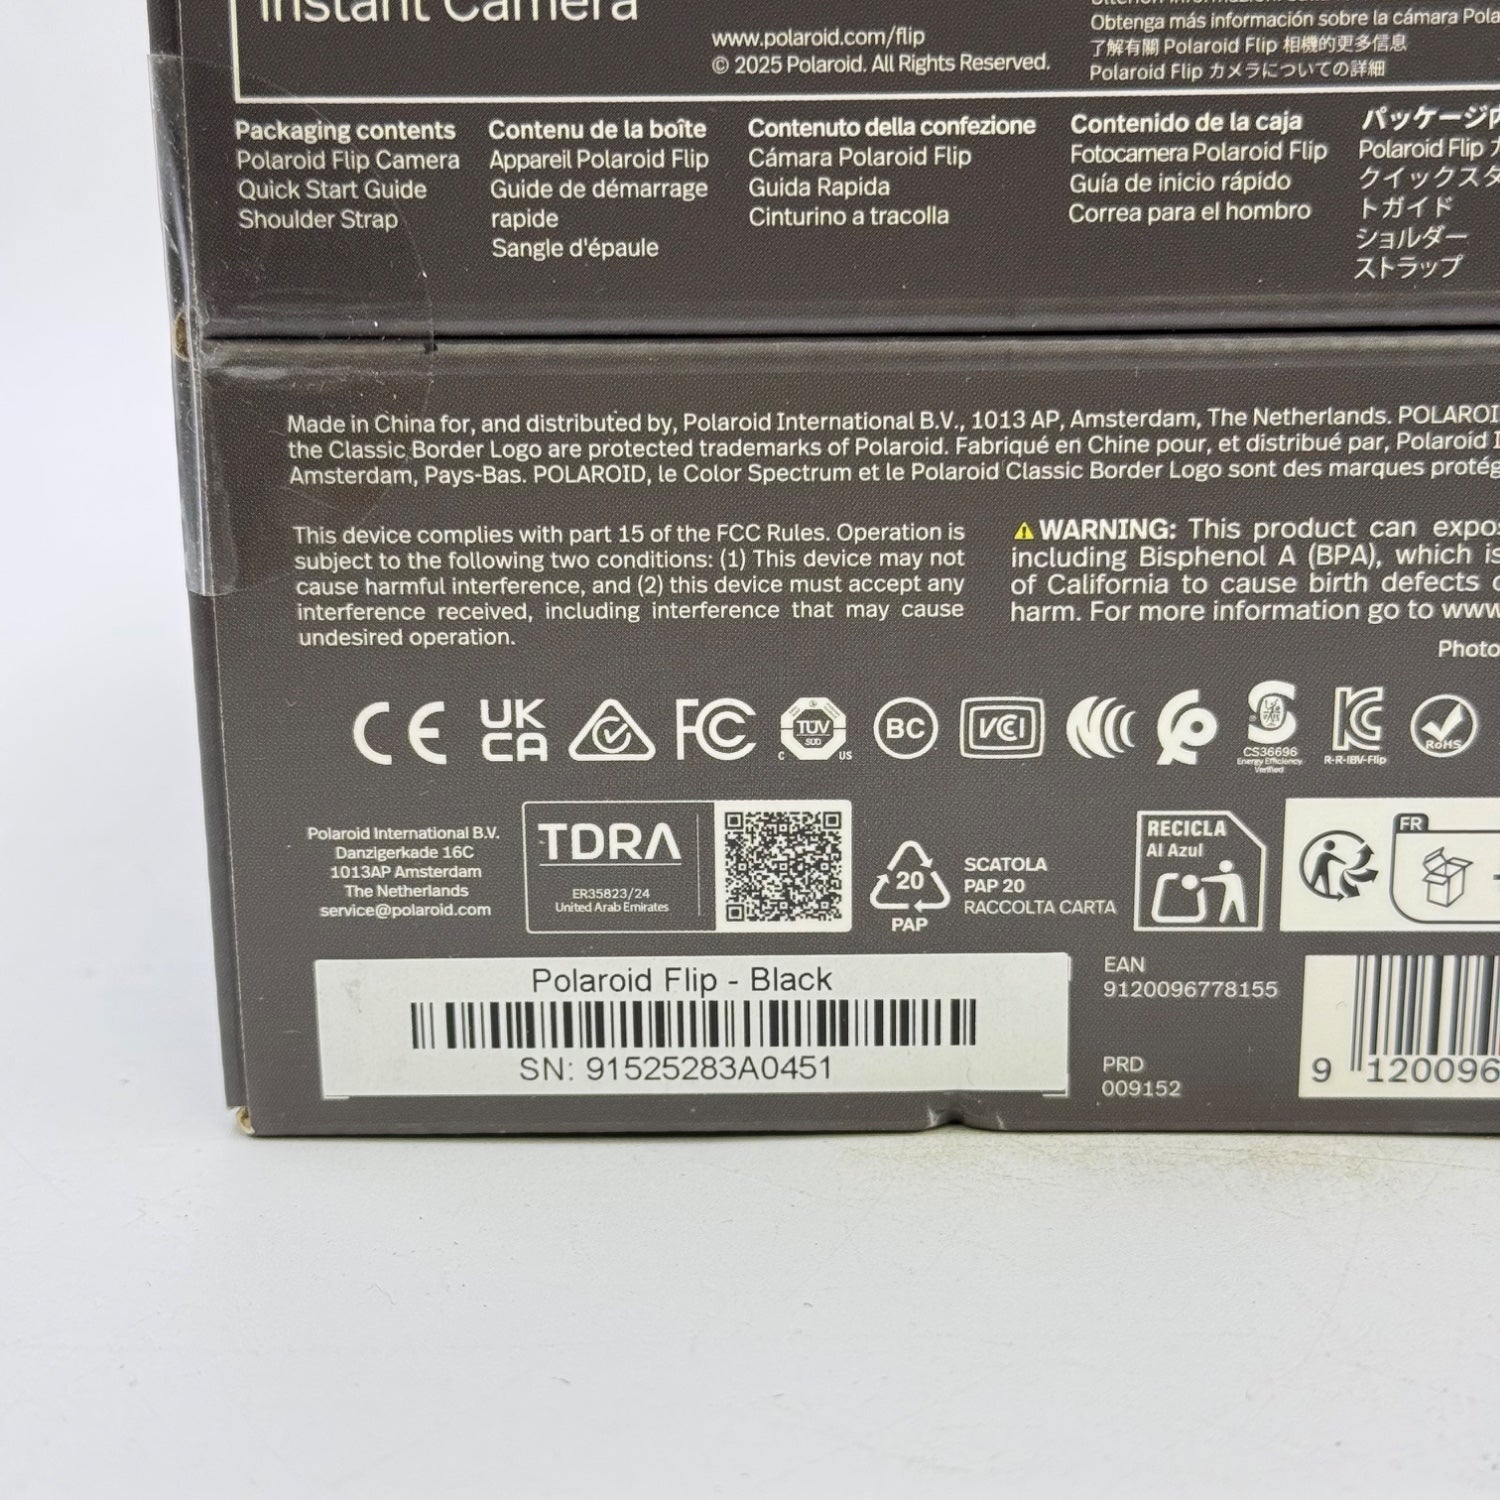 Instant Camera
www.polaroid.com/flip
© 2025 Polaroid. All Rights Reserved.
Obtenga más información sobre la cámara
了解有關 Polaroid Flip 相機的更多信息
Polaroid Flip カメラについての詳細
Packaging contents
Polaroid Flip Camera
Quick Start Guide
Shoulder Strap
Contenu de la boîte
Appareil Polaroid Flip
Guide de démarrage
rapide
Sangle d'épaule
Contenuto della confezione
Cámara Polaroid Flip
Guida Rapida
Cinturino a tracolla
Contenido de la caja
Fotocamera Polaroid Flip
Guía de inicio rápido
Correa para el hombro
パッケージ
Polaroid Flip
クイックスタ
トガイド
ショルダー
ストラップ
Made in China for, and distributed by, Polaroid International B.V., 1013 AP, Amsterdam, The Netherlands. POLAROI
the Classic Border Logo are protected trademarks of Polaroid. Fabriqué en Chine pour, et distribué par, Polaroid
Amsterdam, Pays-Bas. POLAROID, le Color Spectrum et le Polaroid Classic Border Logo sont des marques protég
This device complies with part 15 of the FCC Rules. Operation is
subject to the following two conditions: (1) This device may not
cause harmful interference, and (2) this device must accept any
interference received, including interference that may cause
undesired operation.
WARNING: This product can expos
including Bisphenol A (BPA), which is
of California to cause birth defects
harm. For more information go to www
Photo
CE UK CA FC TÜV SÜD C US BC VCI
CS36696
Energy Efficiency
Verified
R-R-IBV-Flip
RoHS
Polaroid International B.V.
Danzigerkade 16C
1013AP Amsterdam
The Netherlands
service@polaroid.com
TDRA
ER35823/24
United Arab Emirates
20
PAP
SCATOLA
PAP 20
RACCOLTA CARTA
RECICLA
Al Azul
FR
Polaroid Flip - Black
SN: 91525283A0451
EAN
9120096778155
PRD
009152
9 120096